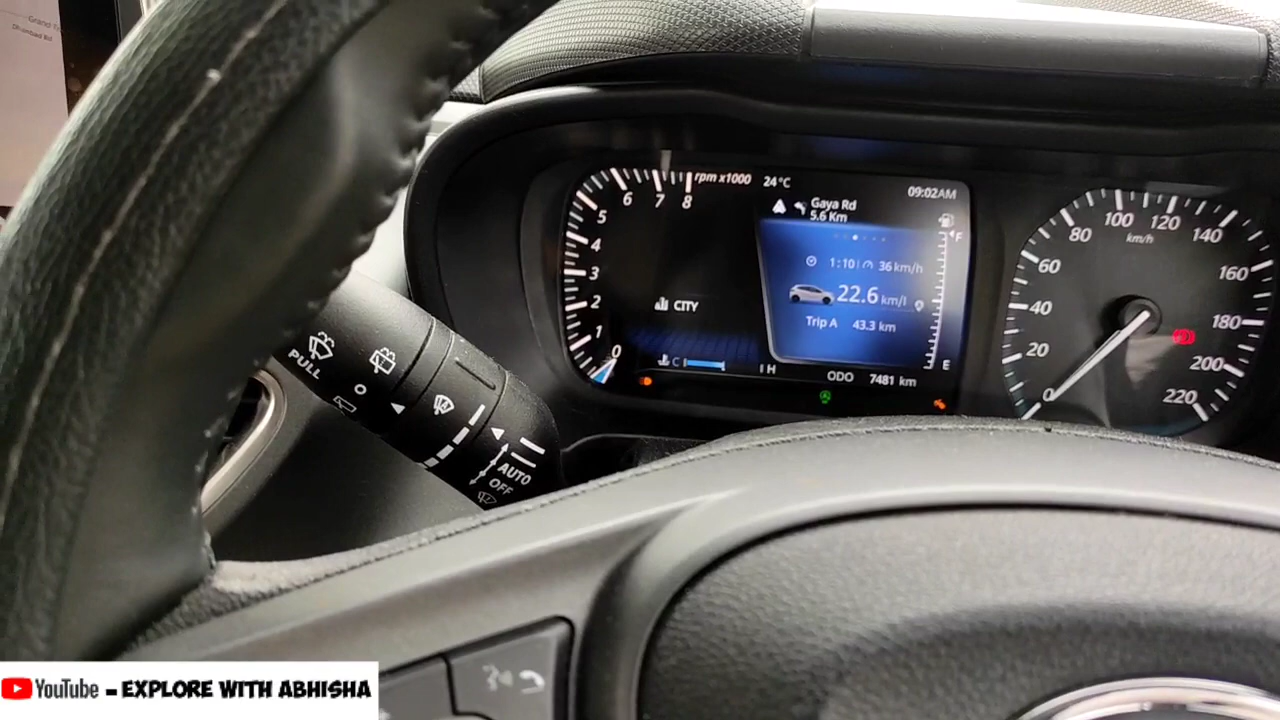 rpm x1000
24°C
09:02AM
Gaya Rd
5.6 Km
1:10
36 km/h
22.6 km/l
Trip A 43.3 km
CITY
C
H
ODO 7481 km
F
E
0
1
2
3
4
5
6
7
8
km/h
0
20
40
60
80
100
120
140
160
180
200
220
PULL
AUTO
OFF
YouTube - EXPLORE WITH ABHISHA